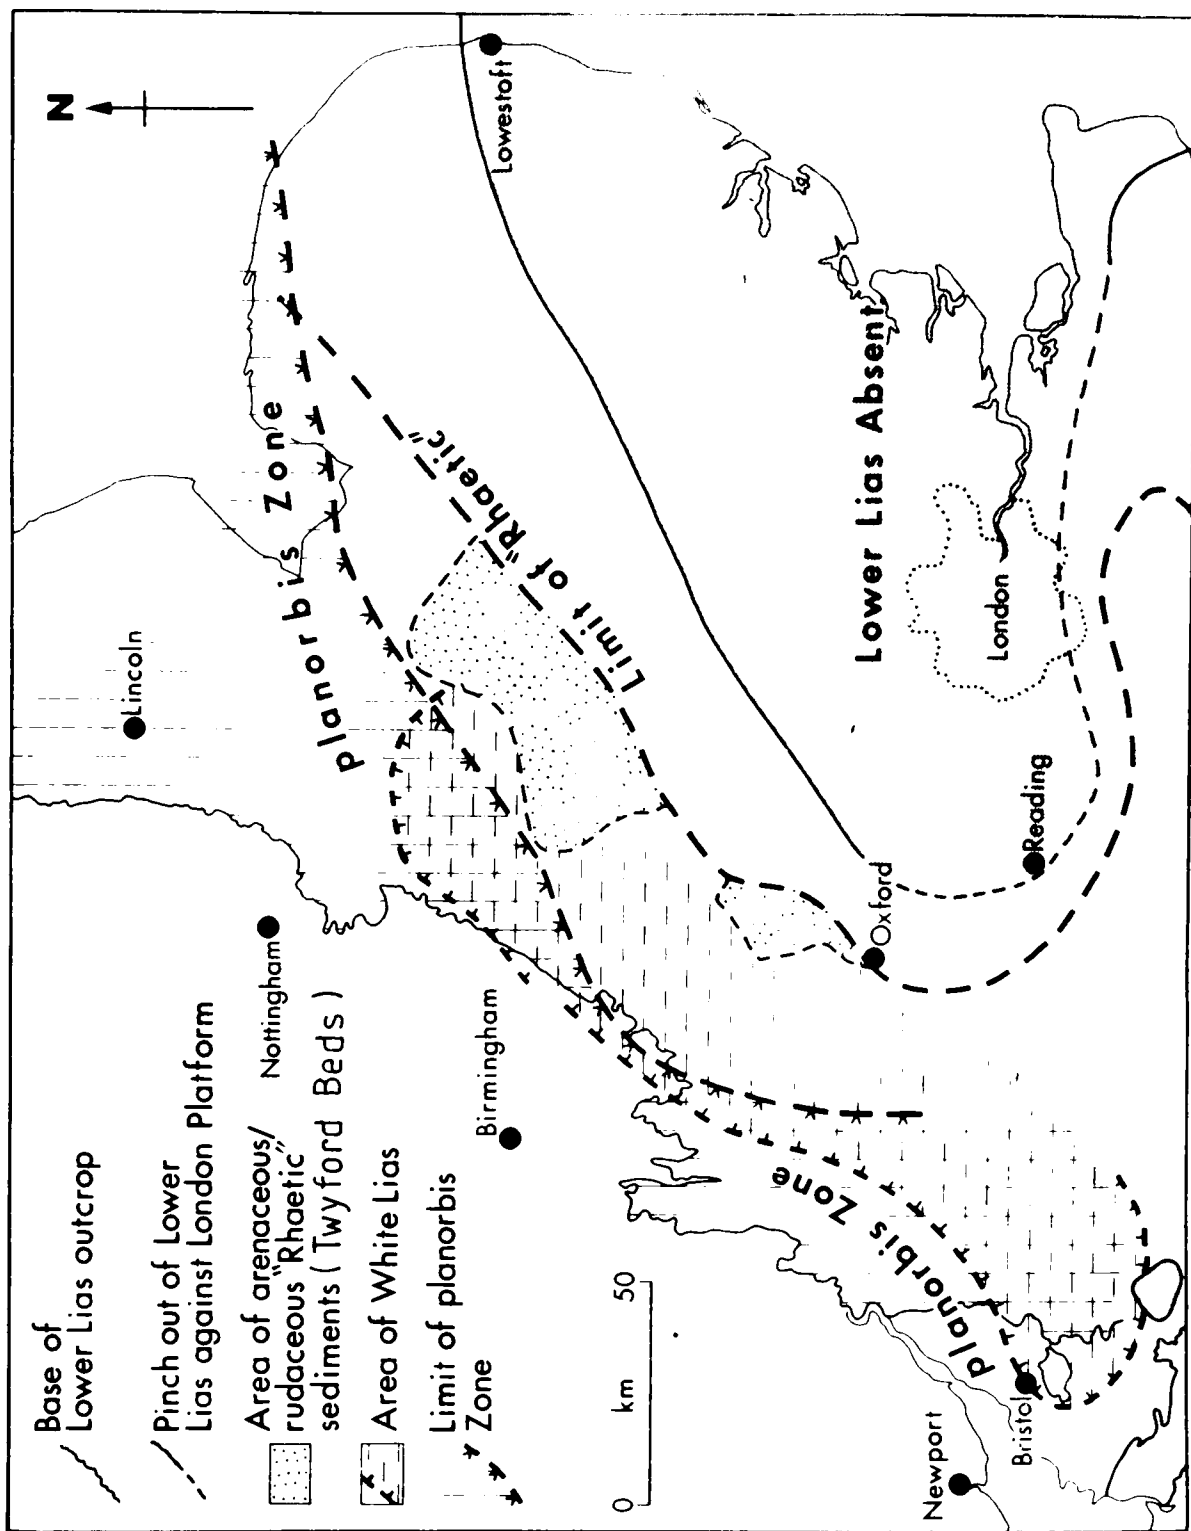 Base of
Lower Lias outcrop
Pinch out of Lower
Lias against London Platform
Area of arenaceous/
rudaceous "Rhaetic"
sediments (Twyford Beds)
Area of White Lias
Limit of planorbis
Zone
0 km 50
N
Lincoln
Nottingham
Birmingham
Lowestoft
Newport
Bristol
Oxford
Reading
London
planorbis Zone
Limit of "Rhaetic"
planorbis Zone
Lower Lias Absent